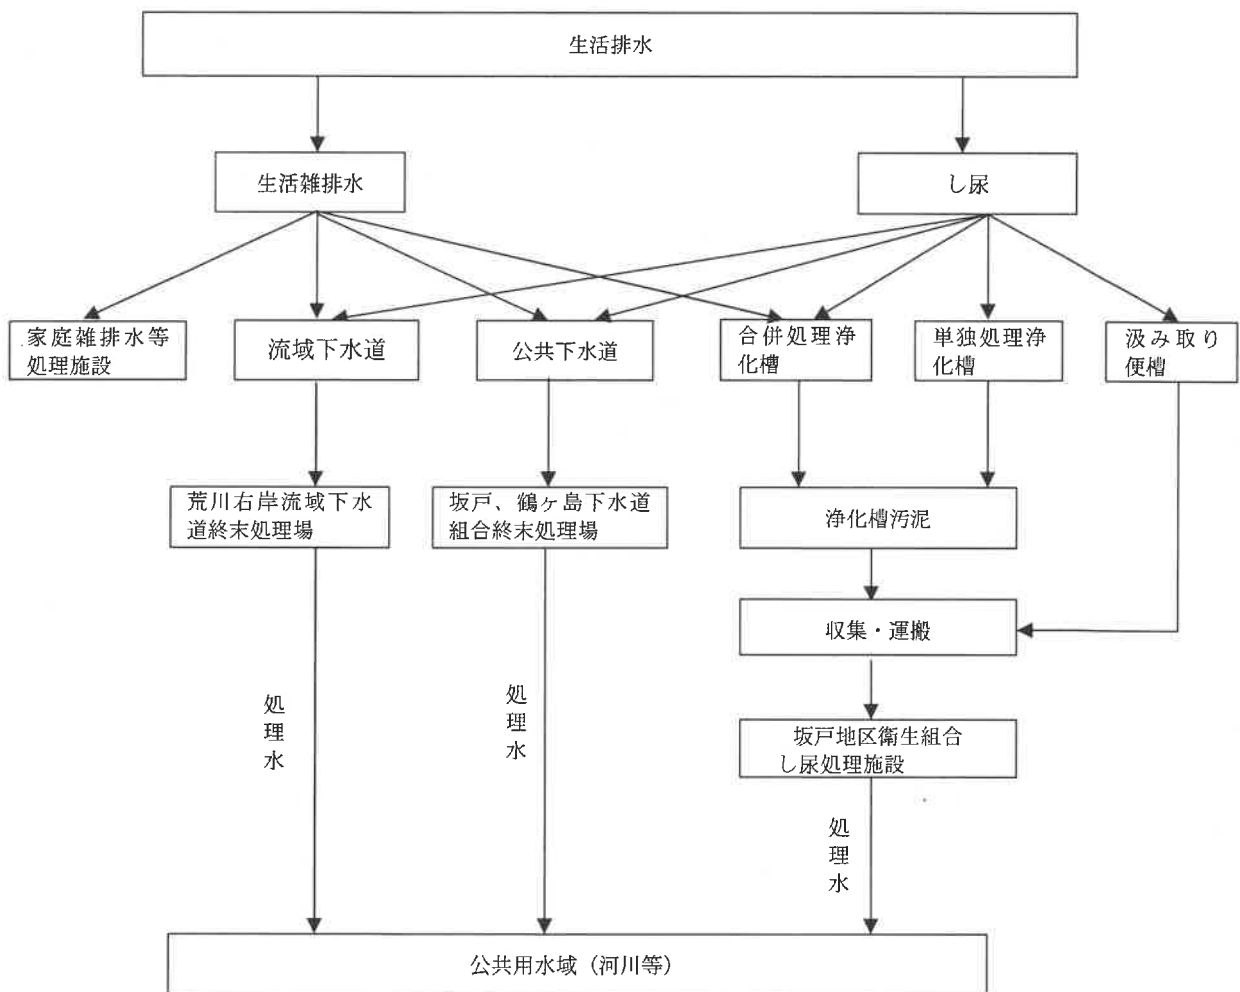 生活排水
生活雑排水
し尿
家庭雑排水等
処理施設
流域下水道
公共下水道
合併処理浄
化槽
単独処理浄
化槽
汲み取り
便槽
荒川右岸流域下水
道終末処理場
坂戸、鶴ヶ島下水道
組合終末処理場
浄化槽汚泥
収集・運搬
処理水
処理水
坂戸地区衛生組合
し尿処理施設
処理水
公共用水域（河川等）